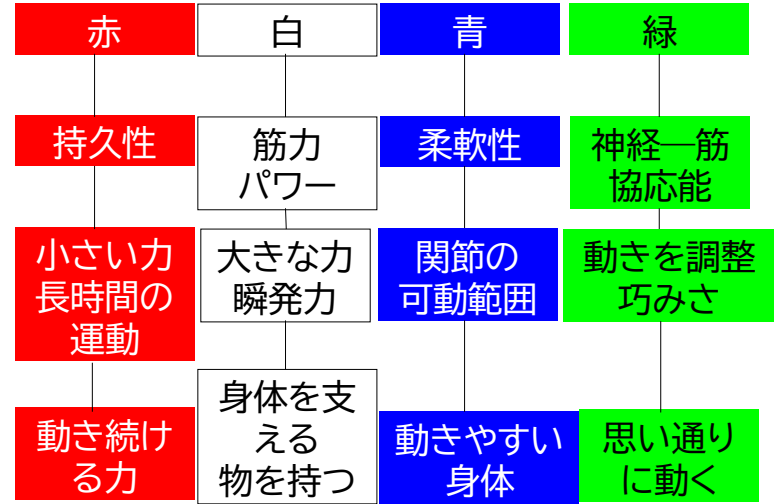 赤
持久性
小さい力
長時間の
運動
動き続け
る力
白
筋力
パワー
大きな力
瞬発力
身体を支
える
物を持つ
青
柔軟性
関節の
可動範囲
動きやすい
身体
緑
神経―筋
協応能
動きを調整
巧みさ
思い通り
に動く